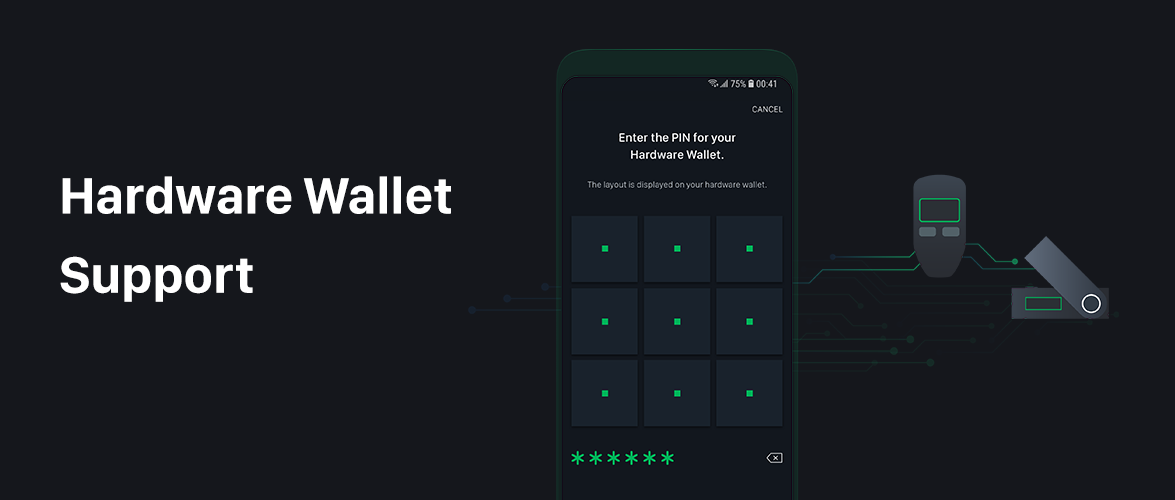 Hardware Wallet
Support
75% 00:41
CANCEL
Enter the PIN for your
Hardware Wallet.
The layout is displayed on your hardware wallet.
******